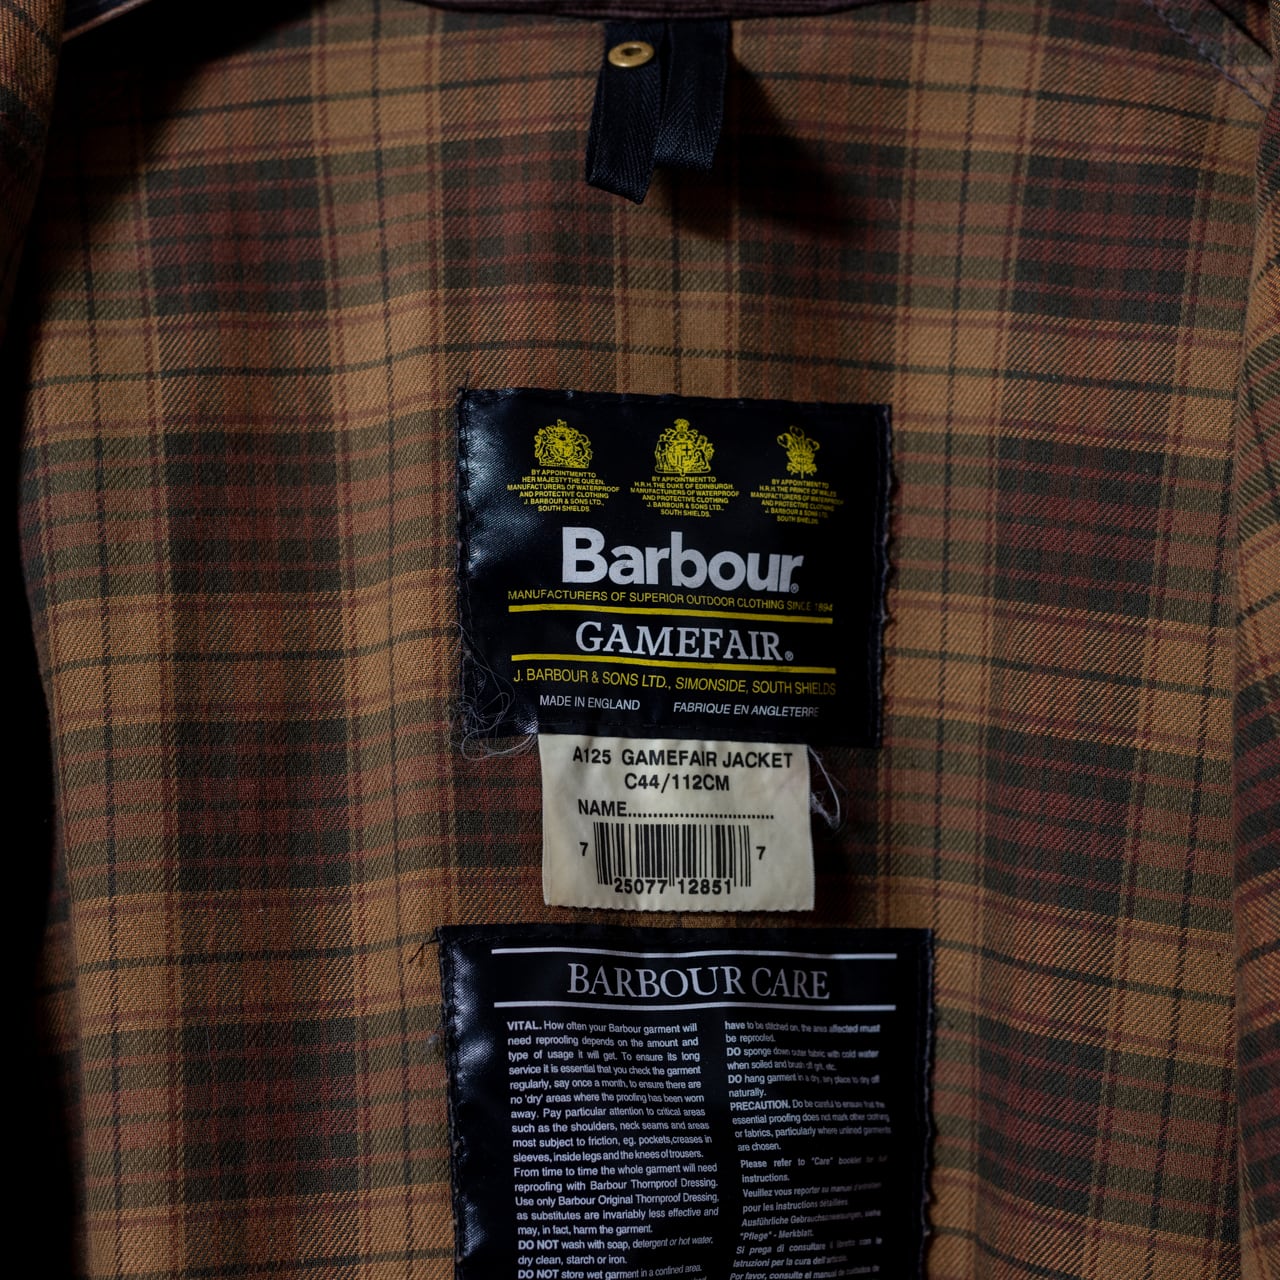 BY APPOINTMENT TO
HER MAJESTY THE QUEEN.
MANUFACTURERS OF WATERPROOF
AND PROTECTIVE CLOTHING
J. BARBOUR & SONS LTD.,
SOUTH SHIELDS.
BY APPOINTMENT TO
H.R.H. THE DUKE OF EDINBURGH.
MANUFACTURERS OF WATERPROOF
AND PROTECTIVE CLOTHING
J. BARBOUR & SONS LTD.,
SOUTH SHIELDS.
BY APPOINTMENT TO
H.R.H. THE PRINCE OF WALES
MANUFACTURERS OF WATERPROOF
AND PROTECTIVE CLOTHING
J. BARBOUR & SONS LTD.
SOUTH SHIELDS.
Barbour®
MANUFACTURERS OF SUPERIOR OUTDOOR CLOTHING SINCE 1894
GAMEFAIR®
J. BARBOUR & SONS LTD., SIMONSIDE, SOUTH SHIELDS
MADE IN ENGLAND FABRIQUE EN ANGLETERRE
A125 GAMEFAIR JACKET
C44/112CM
NAME..............................
7 25077 12851 7
BARBOUR CARE
VITAL. How often your Barbour garment will
need reproofing depends on the amount and
type of usage it will get. To ensure its long
service it is essential that you check the garment
regularly, say once a month, to ensure there are
no 'dry' areas where the proofing has been worn
away. Pay particular attention to critical areas
such as the shoulders, neck seams and areas
most subject to friction, eg. pockets,creases in
sleeves, inside legs and the knees of trousers.
From time to time the whole garment will need
reproofing with Barbour Thornproof Dressing.
Use only Barbour Original Thornproof Dressing,
as substitutes are invariably less effective and
may, in fact, harm the garment.
DO NOT wash with soap, detergent or hot water,
dry clean, starch or iron.
DO NOT store wet garment in a confined area.
have to be stitched on, the area affected must
be reproofed.
DO sponge down outer fabric with cold water
when soiled and brush off grit, etc.
DO hang garment in a dry, airy place to dry off
naturally.
PRECAUTION. Do be careful to ensure that the
essential proofing does not mark other clothing
or fabrics, particularly where unlined garments
are chosen.
Please refer to "Care" booklet for full
instructions.
Veuillez vous reporter au manuel d'entretien
pour les instructions détaillées.
Ausführliche Gebrauchsanweisungen, siehe
"Pflege" - Merkblatt.
Si prega di consultare il libretto con le
istruzioni per la cura dell'articolo.
Por favor, consulte el manual de cuidados de